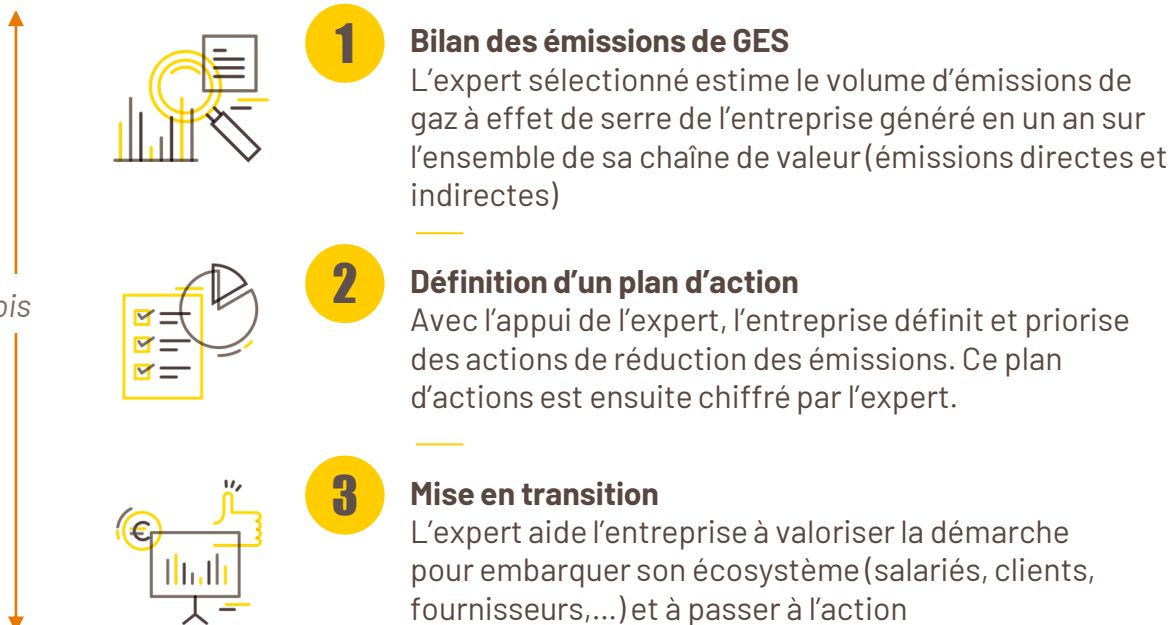 1
Bilan des émissions de GES
L'expert sélectionné estime le volume d'émissions de
gaz à effet de serre de l'entreprise généré en un an sur
l'ensemble de sa chaîne de valeur (émissions directes et
indirectes)
2
Définition d'un plan d'action
Avec l'appui de l'expert, l'entreprise définit et priorise
des actions de réduction des émissions. Ce plan
d'actions est ensuite chiffré par l'expert.
3
Mise en transition
€
L'expert aide l'entreprise à valoriser la démarche
pour embarquer son écosystème (salariés, clients,
fournisseurs,...) et à passer à l'action